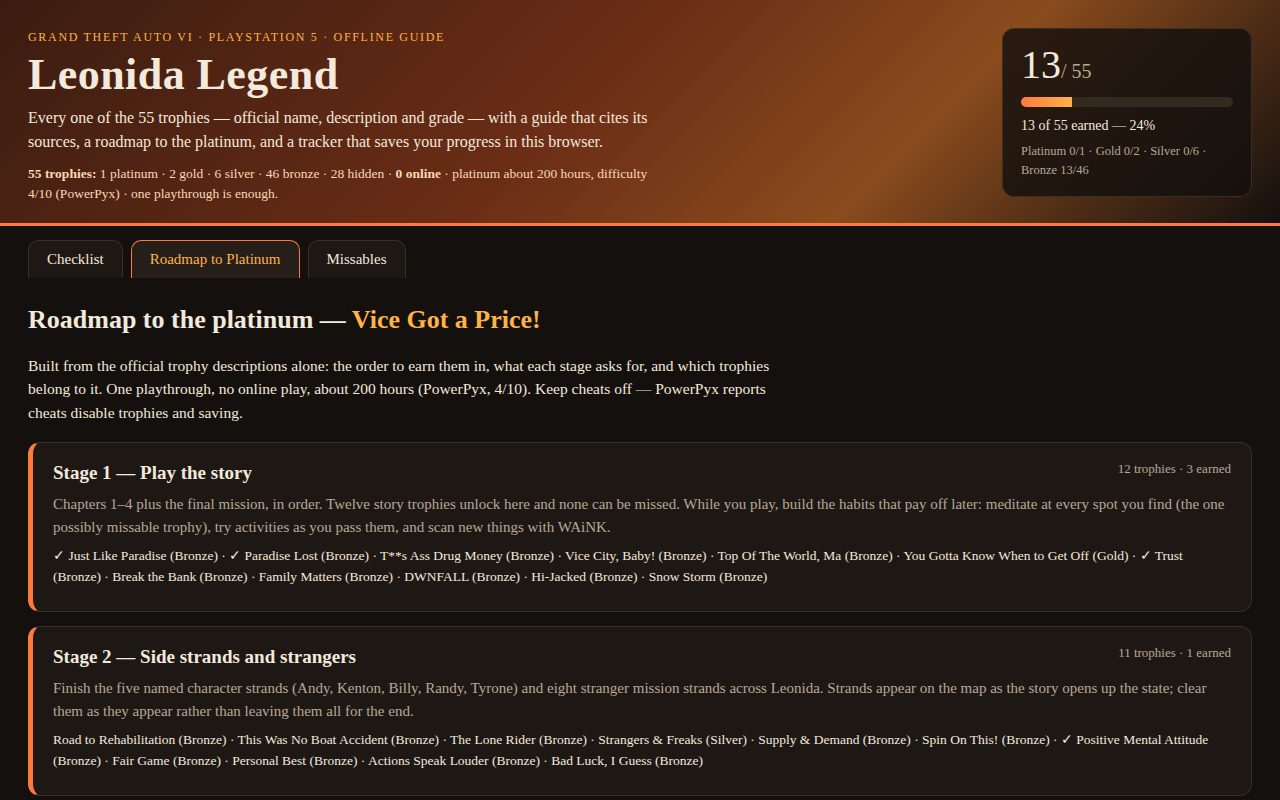 GRAND THEFT AUTO VI · PLAYSTATION 5 · OFFLINE GUIDE
Leonida Legend
Every one of the 55 trophies — official name, description and grade — with a guide that cites its
sources, a roadmap to the platinum, and a tracker that saves your progress in this browser.
55 trophies: 1 platinum · 2 gold · 6 silver · 46 bronze · 28 hidden · 0 online · platinum about 200 hours, difficulty
4/10 (PowerPyx) · one playthrough is enough.
13/ 55
13 of 55 earned — 24%
Platinum 0/1 · Gold 0/2 · Silver 0/6 ·
Bronze 13/46
Checklist
Roadmap to Platinum
Missables
Roadmap to the platinum — Vice Got a Price!
Built from the official trophy descriptions alone: the order to earn them in, what each stage asks for, and which trophies
belong to it. One playthrough, no online play, about 200 hours (PowerPyx, 4/10). Keep cheats off — PowerPyx reports
cheats disable trophies and saving.
Stage 1 — Play the story
12 trophies · 3 earned
Chapters 1–4 plus the final mission, in order. Twelve story trophies unlock here and none can be missed. While you play, build the habits that pay off later: meditate at every spot you find (the one
possibly missable trophy), try activities as you pass them, and scan new things with WAiNK.
✓ Just Like Paradise (Bronze) · ✓ Paradise Lost (Bronze) · T**s Ass Drug Money (Bronze) · Vice City, Baby! (Bronze) · Top Of The World, Ma (Bronze) · You Gotta Know When to Get Off (Gold) · ✓ Trust
(Bronze) · Break the Bank (Bronze) · Family Matters (Bronze) · DWNFALL (Bronze) · Hi-Jacked (Bronze) · Snow Storm (Bronze)
Stage 2 — Side strands and strangers
11 trophies · 1 earned
Finish the five named character strands (Andy, Kenton, Billy, Randy, Tyrone) and eight stranger mission strands across Leonida. Strands appear on the map as the story opens up the state; clear
them as they appear rather than leaving them all for the end.
Road to Rehabilitation (Bronze) · This Was No Boat Accident (Bronze) · The Lone Rider (Bronze) · Strangers & Freaks (Silver) · Supply & Demand (Bronze) · Spin On This! (Bronze) · ✓ Positive Mental Attitude
(Bronze) · Fair Game (Bronze) · Personal Best (Bronze) · Actions Speak Louder (Bronze) · Bad Luck, I Guess (Bronze)